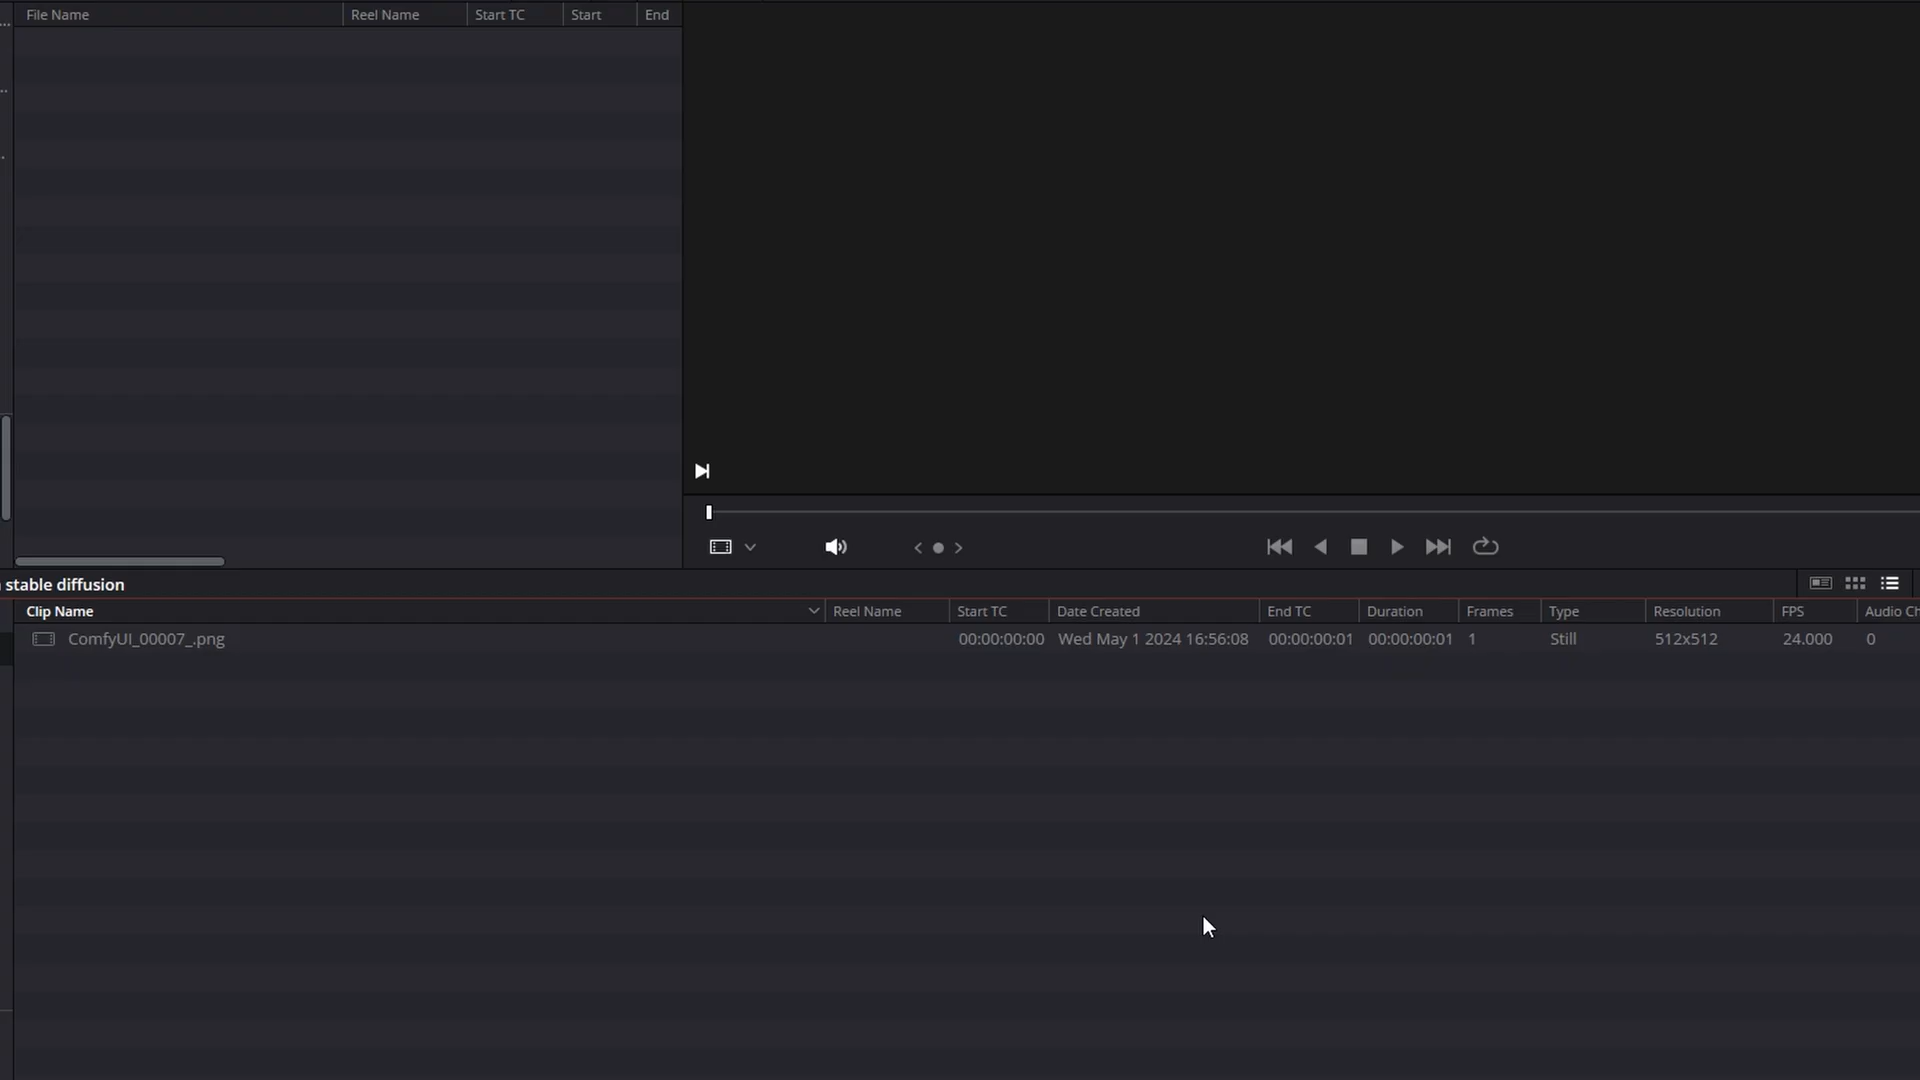 File Name Reel Name Start TC Start End
stable diffusion
Clip Name Reel Name Start TC Date Created End TC Duration Frames Type Resolution FPS Audio Ch
ComfyUI_00007_.png 00:00:00:00 Wed May 1 2024 16:56:08 00:00:00:01 00:00:00:01 1 Still 512x512 24.000 0